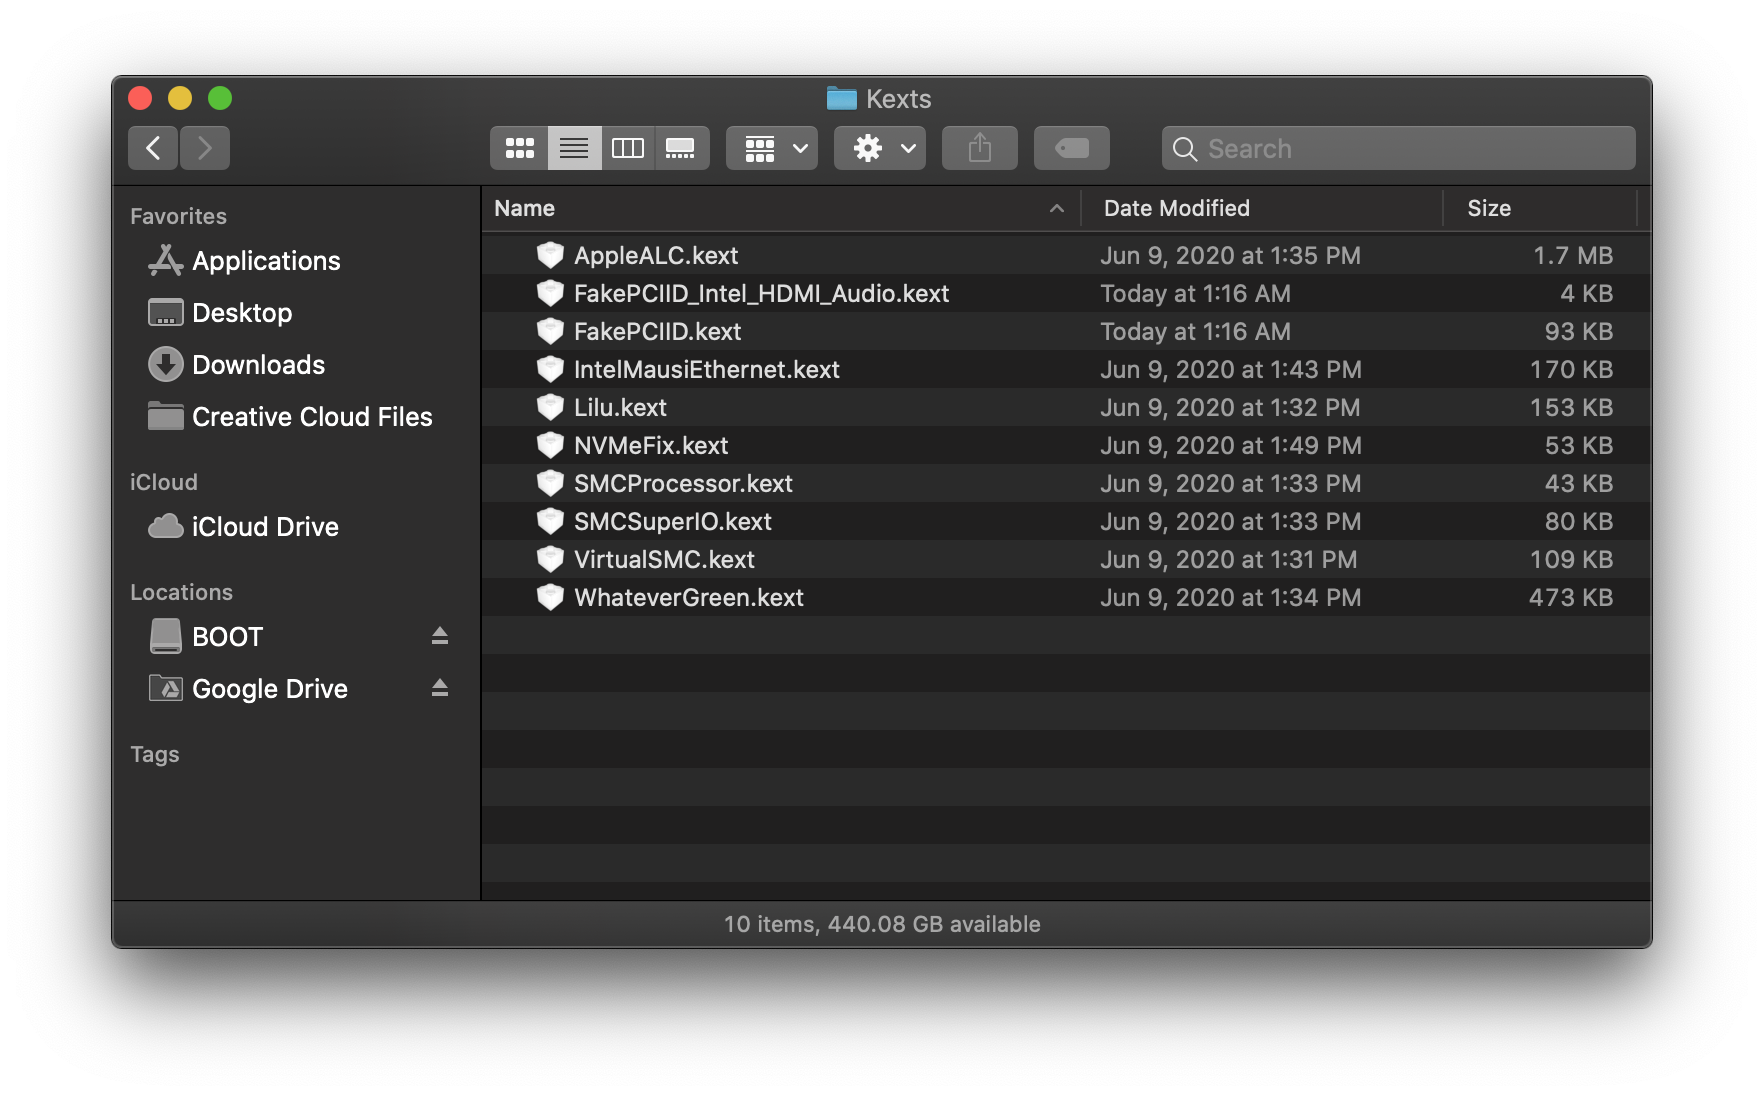 Kexts
Search
Favorites
Applications
Desktop
Downloads
Creative Cloud Files
iCloud
iCloud Drive
Locations
BOOT
Google Drive
Tags
Name Date Modified Size
AppleALC.kext Jun 9, 2020 at 1:35 PM 1.7 MB
FakePCIID_Intel_HDMI_Audio.kext Today at 1:16 AM 4 KB
FakePCIID.kext Today at 1:16 AM 93 KB
IntelMausiEthernet.kext Jun 9, 2020 at 1:43 PM 170 KB
Lilu.kext Jun 9, 2020 at 1:32 PM 153 KB
NVMeFix.kext Jun 9, 2020 at 1:49 PM 53 KB
SMCProcessor.kext Jun 9, 2020 at 1:33 PM 43 KB
SMCSuperIO.kext Jun 9, 2020 at 1:33 PM 80 KB
VirtualSMC.kext Jun 9, 2020 at 1:31 PM 109 KB
WhateverGreen.kext Jun 9, 2020 at 1:34 PM 473 KB
10 items, 440.08 GB available